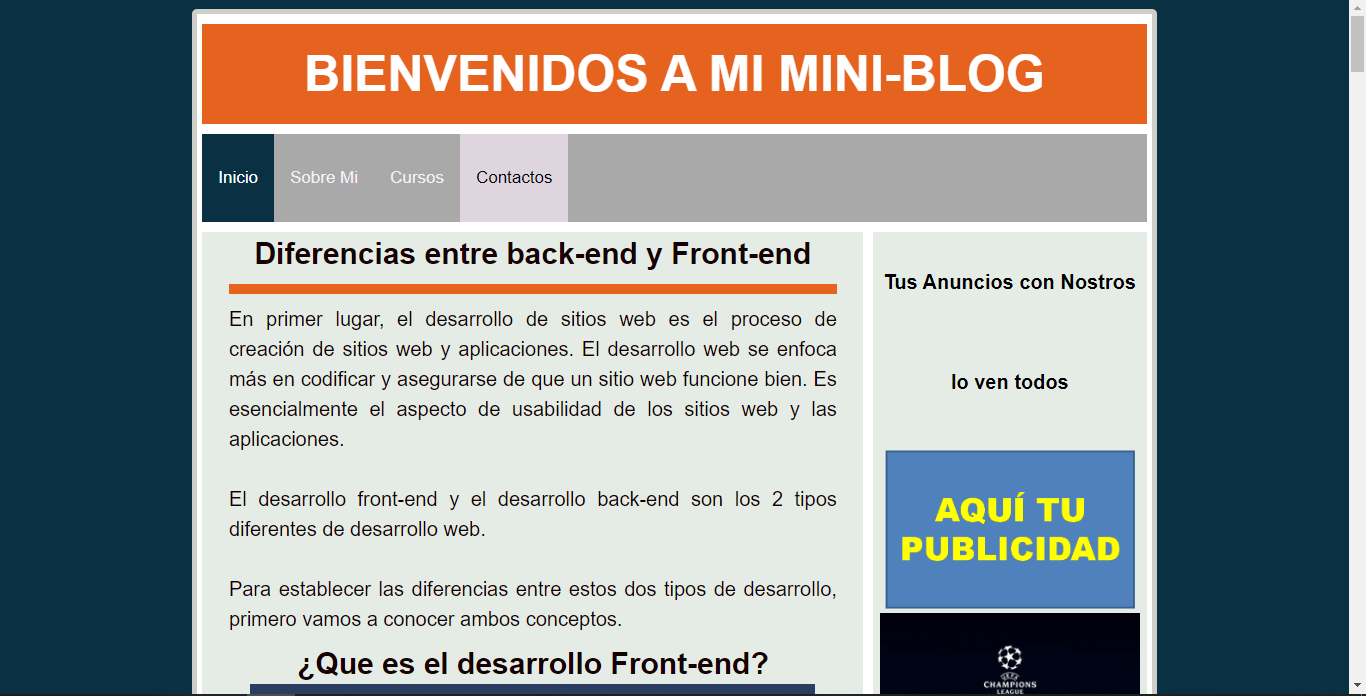 BIENVENIDOS A MI MINI-BLOG
Inicio
Sobre Mi
Cursos
Contactos
Diferencias entre back-end y Front-end
En primer lugar, el desarrollo de sitios web es el proceso de
creación de sitios web y aplicaciones. El desarrollo web se enfoca
más en codificar y asegurarse de que un sitio web funcione bien. Es
esencialmente el aspecto de usabilidad de los sitios web y las
aplicaciones.
El desarrollo front-end y el desarrollo back-end son los 2 tipos
diferentes de desarrollo web.
Para establecer las diferencias entre estos dos tipos de desarrollo,
primero vamos a conocer ambos conceptos.
¿Que es el desarrollo Front-end?
Tus Anuncios con Nostros
lo ven todos
AQUÍ TU
PUBLICIDAD
UEFA
CHAMPIONS
LEAGUE